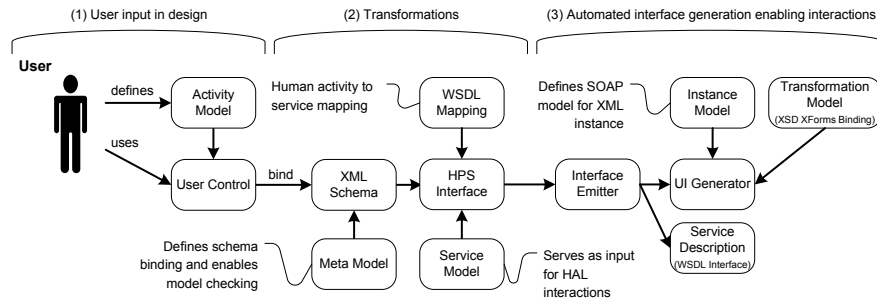 (1) User input in design
(2) Transformations
(3) Automated interface generation enabling interactions
User
defines
uses
Activity
Model
User Control
bind
Human activity to
service mapping
WSDL
Mapping
XML
Schema
HPS
Interface
Defines schema
binding and enables
model checking
Meta Model
Service
Model
Serves as input
for HAL
interactions
Defines SOAP
model for XML
instance
Instance
Model
Transformation
Model
(XSD XForms Binding)
Interface
Emitter
UI Generator
Service
Description
(WSDL Interface)